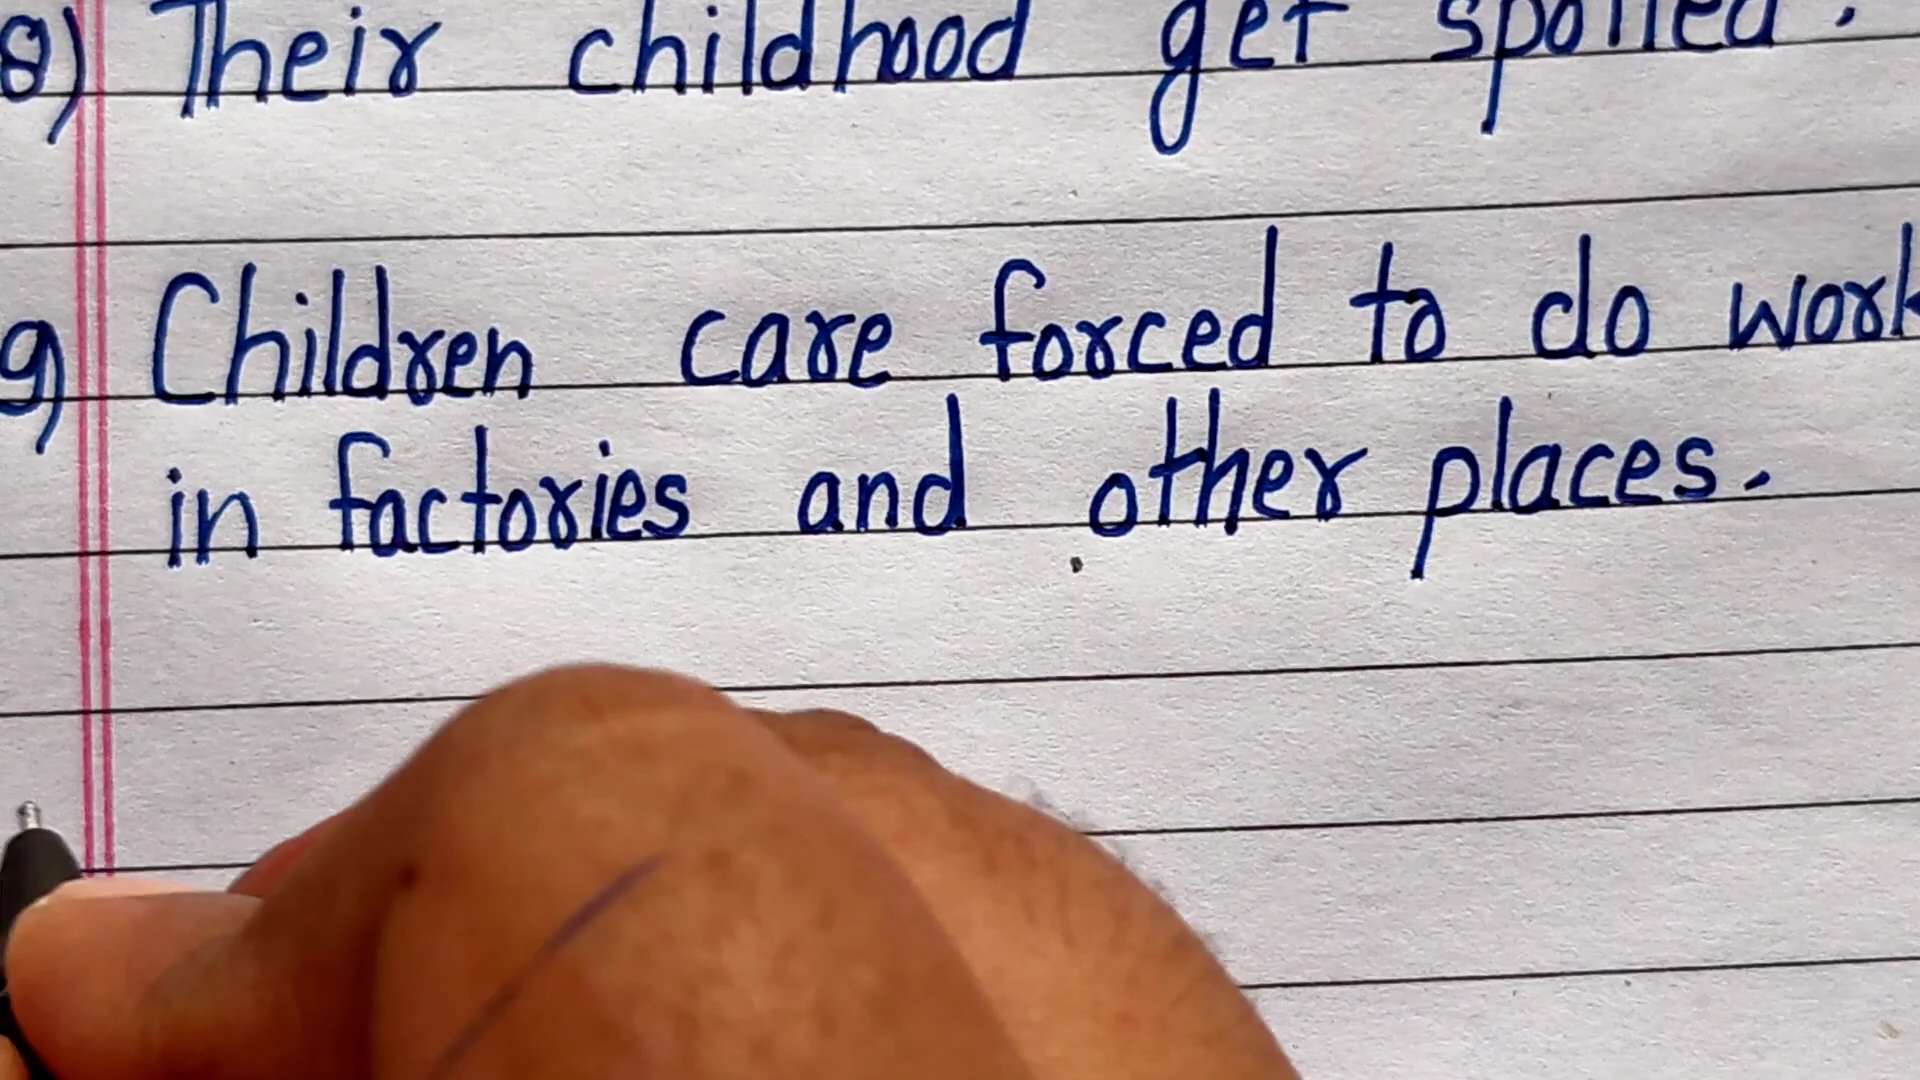 8) Their childhood get spoiled.
9) Children care forced to do work
in factories and other places.